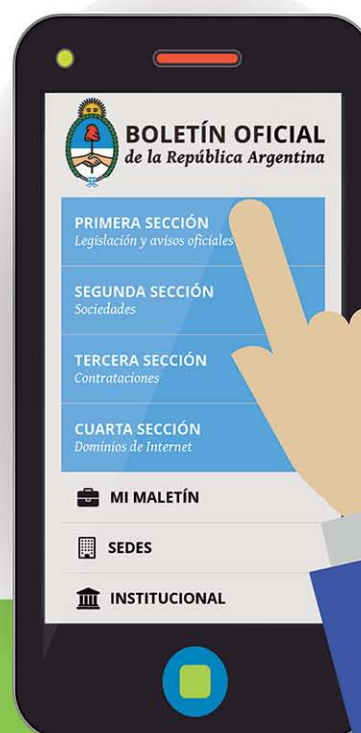 BOLETÍN OFICIAL
de la República Argentina
PRIMERA SECCIÓN
Legislación y avisos oficiales
SEGUNDA SECCIÓN
Sociedades
TERCERA SECCIÓN
Contrataciones
CUARTA SECCIÓN
Dominios de Internet
MI MALETÍN
SEDES
INSTITUCIONAL